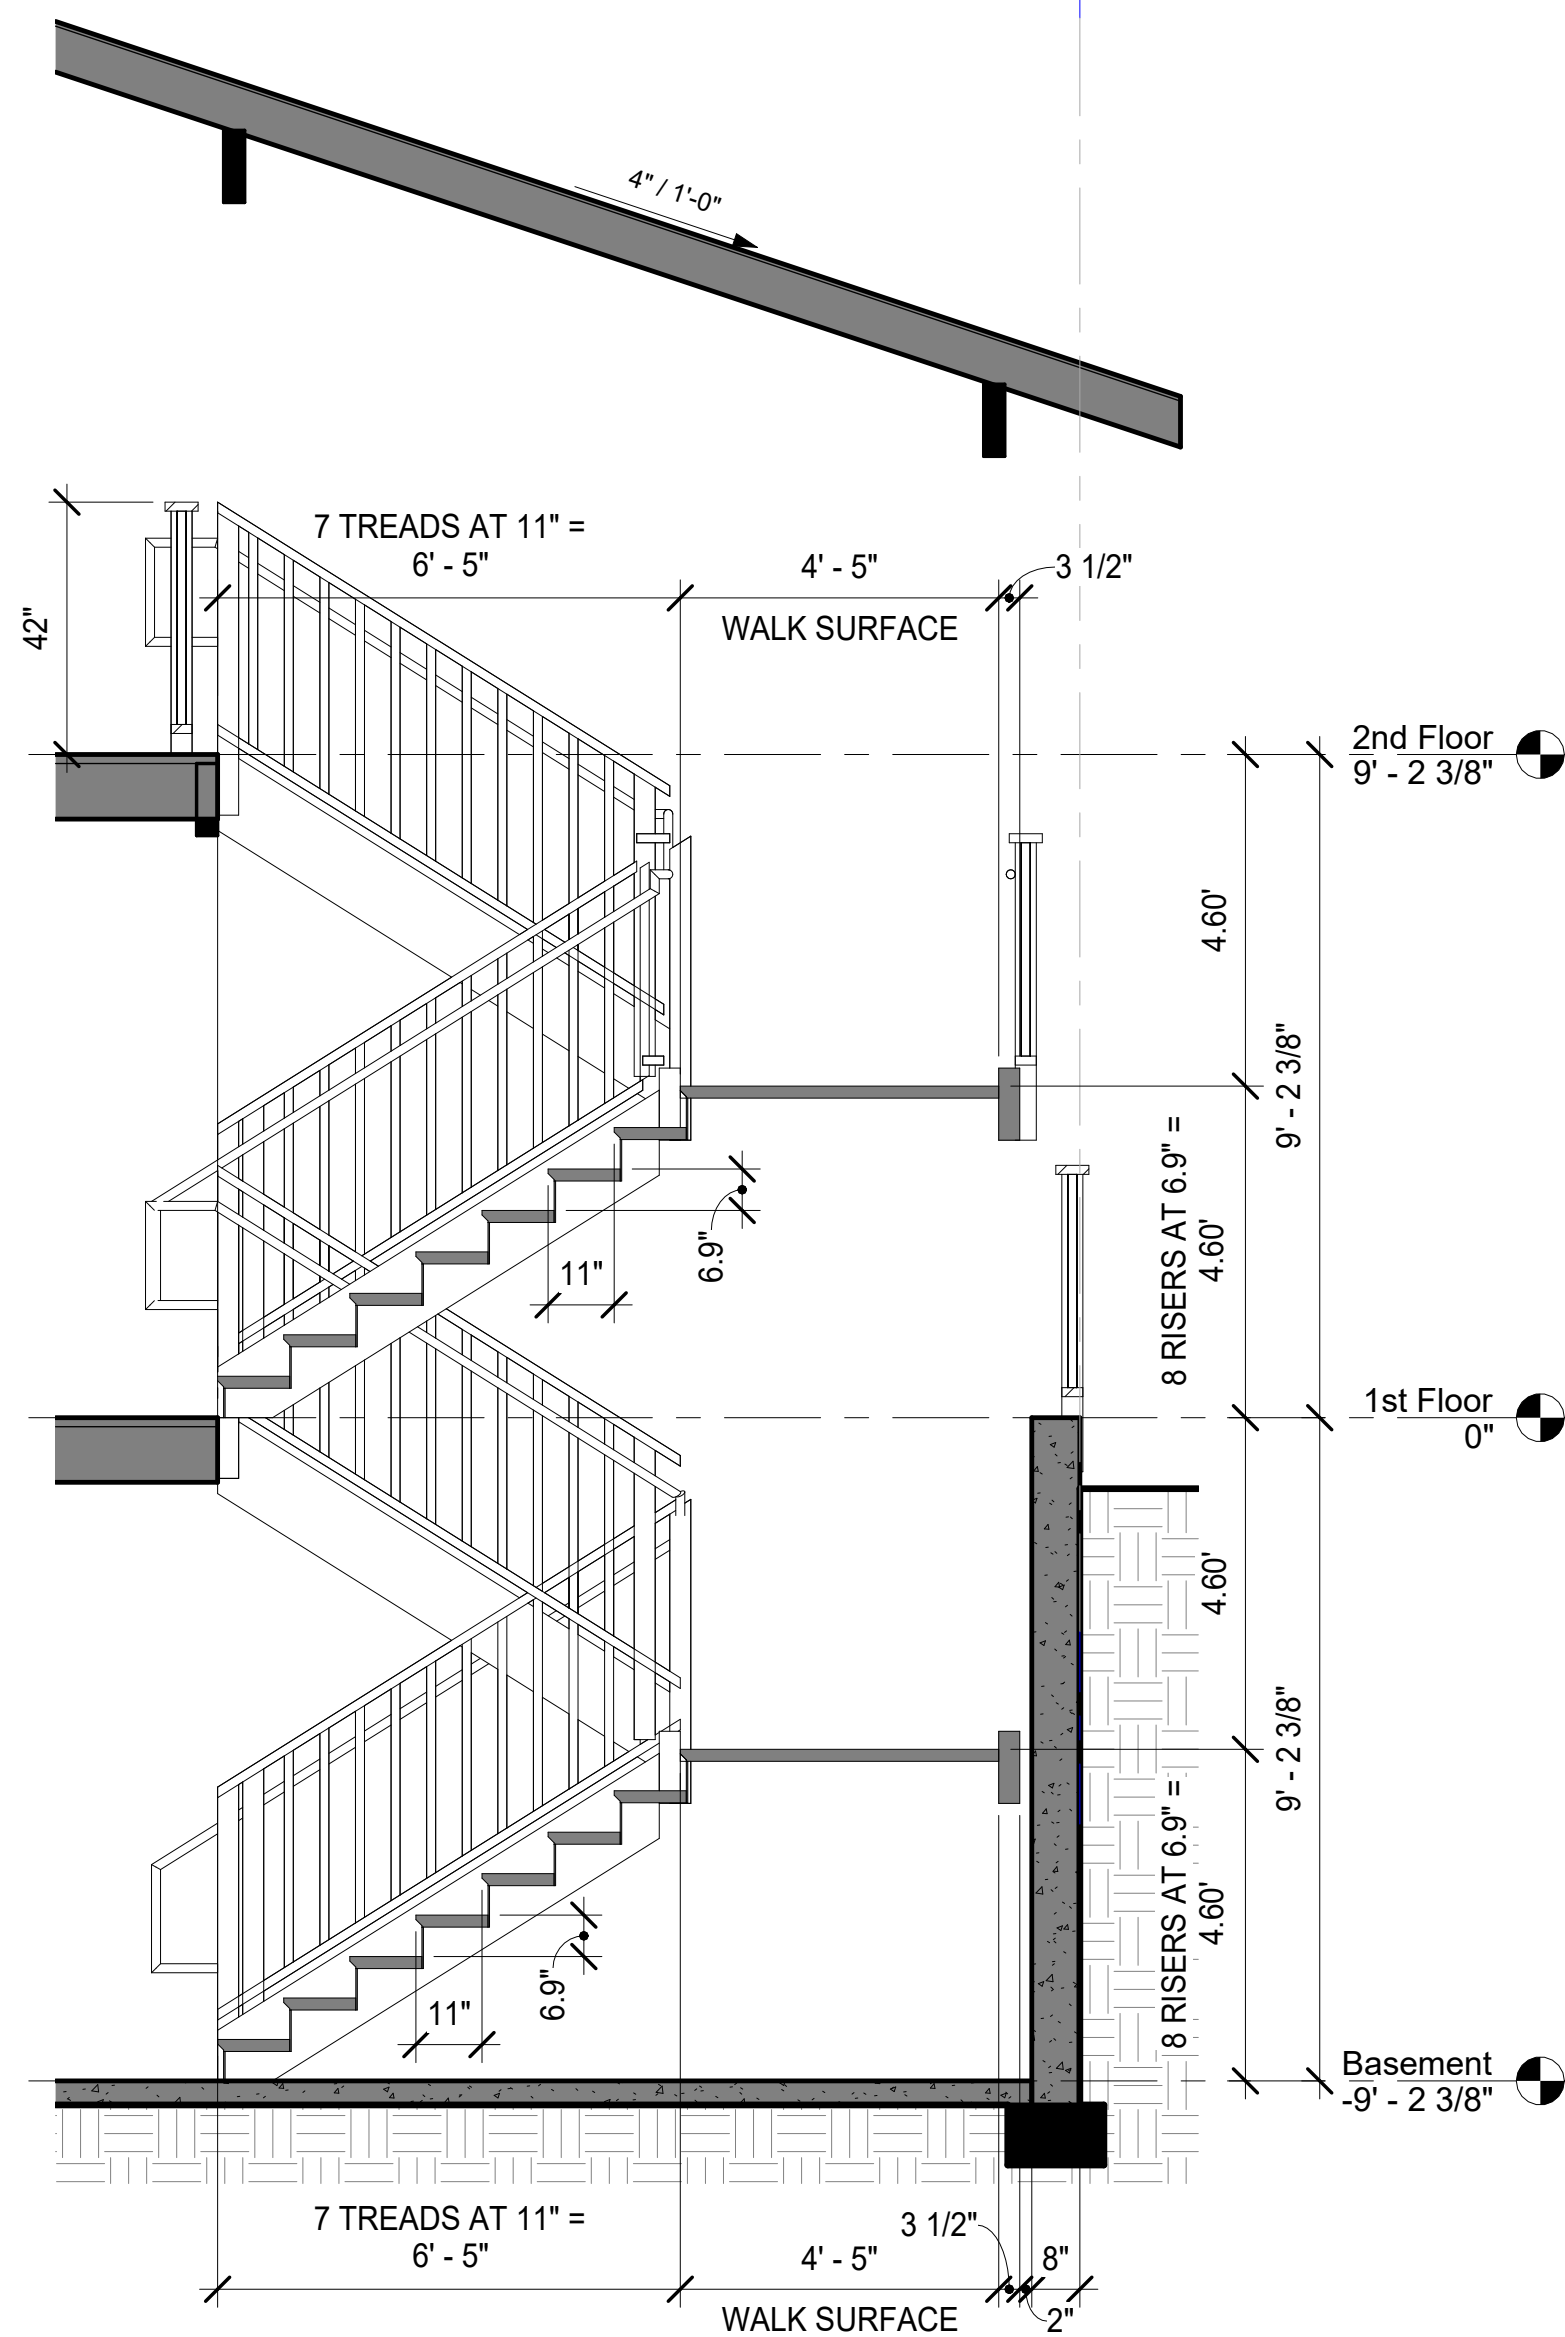 4" / 1'-0"
7 TREADS AT 11" =
6' - 5"
4' - 5"
3 1/2"
WALK SURFACE
42"
2nd Floor
9' - 2 3/8"
4.60'
9' - 2 3/8"
8 RISERS AT 6.9" =
4.60'
6.9"
11"
1st Floor
0"
4.60'
9' - 2 3/8"
8 RISERS AT 6.9" =
4.60'
6.9"
11"
Basement
-9' - 2 3/8"
7 TREADS AT 11" =
6' - 5"
4' - 5"
3 1/2"
8"
WALK SURFACE
2"